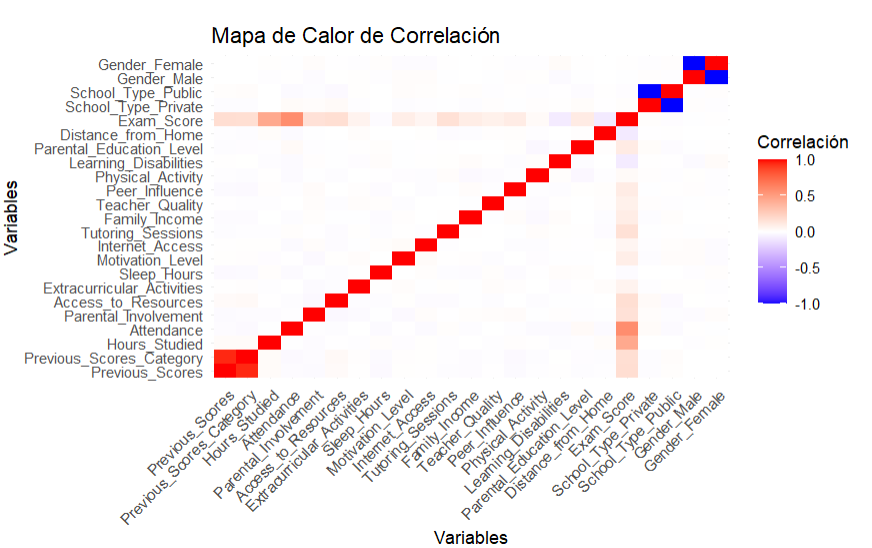 Mapa de Calor de Correlación
Gender_Female
Gender_Male
School_Type_Public
School_Type_Private
Exam_Score
Distance_from_Home
Parental_Education_Level
Learning_Disabilities
Physical_Activity
Peer_Influence
Teacher_Quality
Family_Income
Tutoring_Sessions
Internet_Access
Motivation_Level
Sleep_Hours
Extracurricular_Activities
Access_to_Resources
Parental_Involvement
Attendance
Hours_Studied
Previous_Scores_Category
Previous_Scores
Variables
Previous_Scores
Previous_Scores_Category
Hours_Studied
Attendance
Parental_Involvement
Access_to_Resources
Extracurricular_Activities
Sleep_Hours
Motivation_Level
Internet_Access
Tutoring_Sessions
Family_Income
Teacher_Quality
Peer_Influence
Physical_Activity
Learning_Disabilities
Parental_Education_Level
Distance_from_Home
Exam_Score
School_Type_Private
School_Type_Public
Gender_Male
Gender_Female
Variables
Correlación
1.0
0.5
0.0
-0.5
-1.0